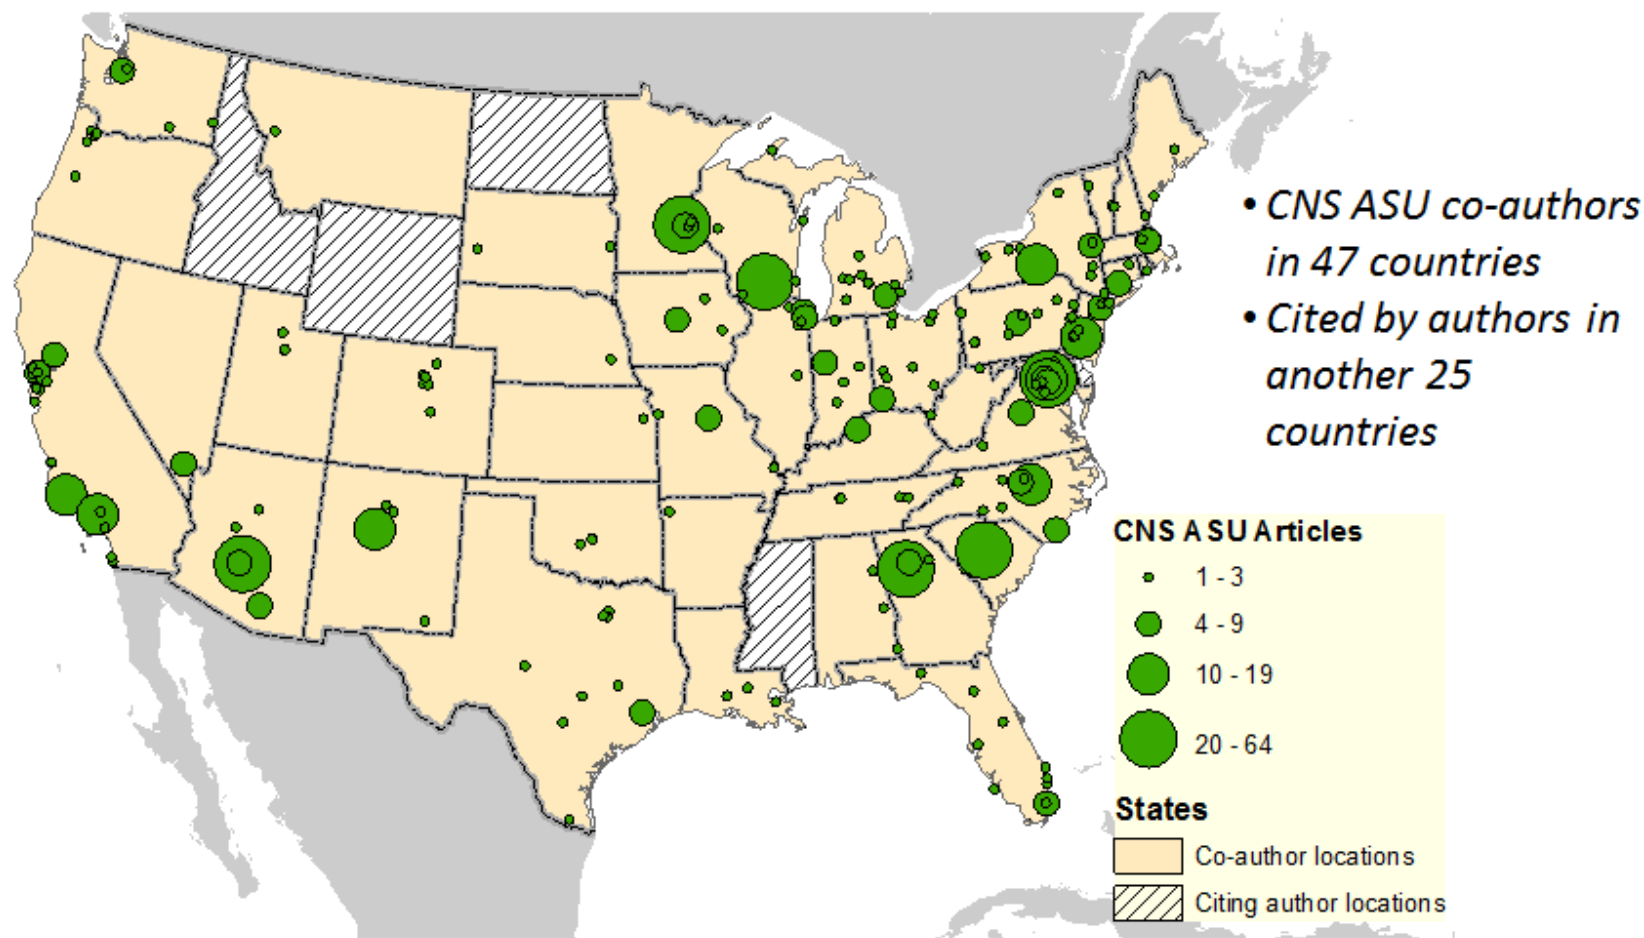 • CNS ASU co-authors
in 47 countries
• Cited by authors in
another 25
countries
CNS ASU Articles
1 - 3
4 - 9
10 - 19
20 - 64
States
Co-author locations
Citing author locations